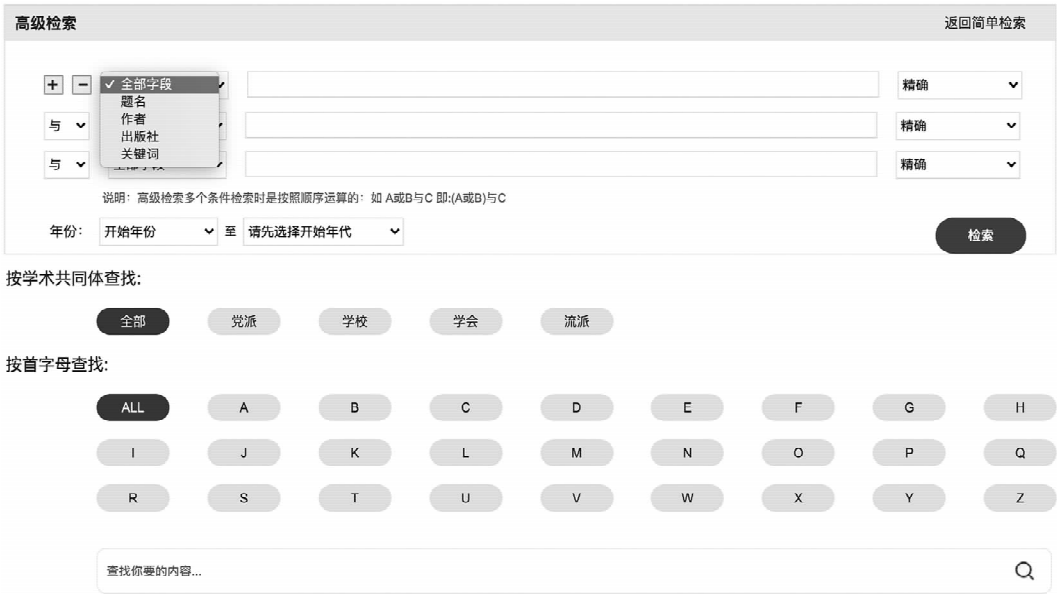 高级检索 返回简单检索
+ − ✓ 全部字段 精确
题名
作者
与 出版社 精确
关键词
与 全部字段 精确
说明：高级检索多个条件检索时是按照顺序运算的：如 A或B与C 即:(A或B)与C
年份： 开始年份 至 请先选择开始年代 检索
按学术共同体查找:
全部 党派 学校 学会 流派
按首字母查找:
ALL A B C D E F G H
I J K L M N O P Q
R S T U V W X Y Z
查找你要的内容...